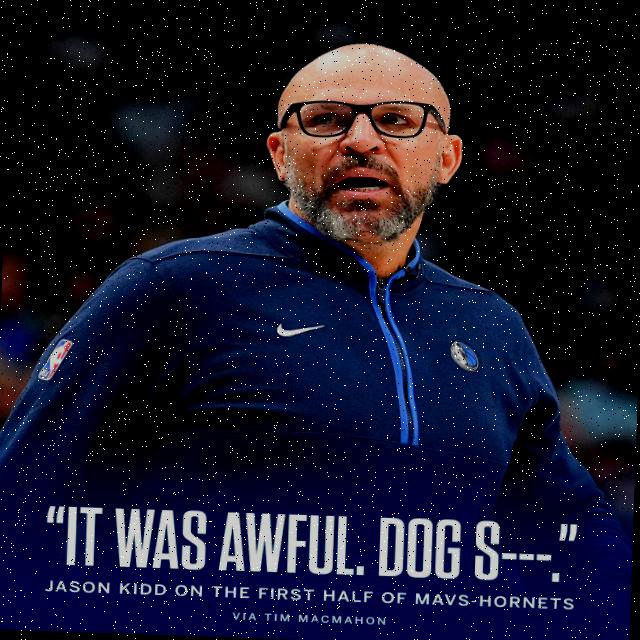 “IT WAS AWFUL. DOG S---.”
JASON KIDD ON THE FIRST HALF OF MAVS-HORNETS
VIA TIM MACMAHON